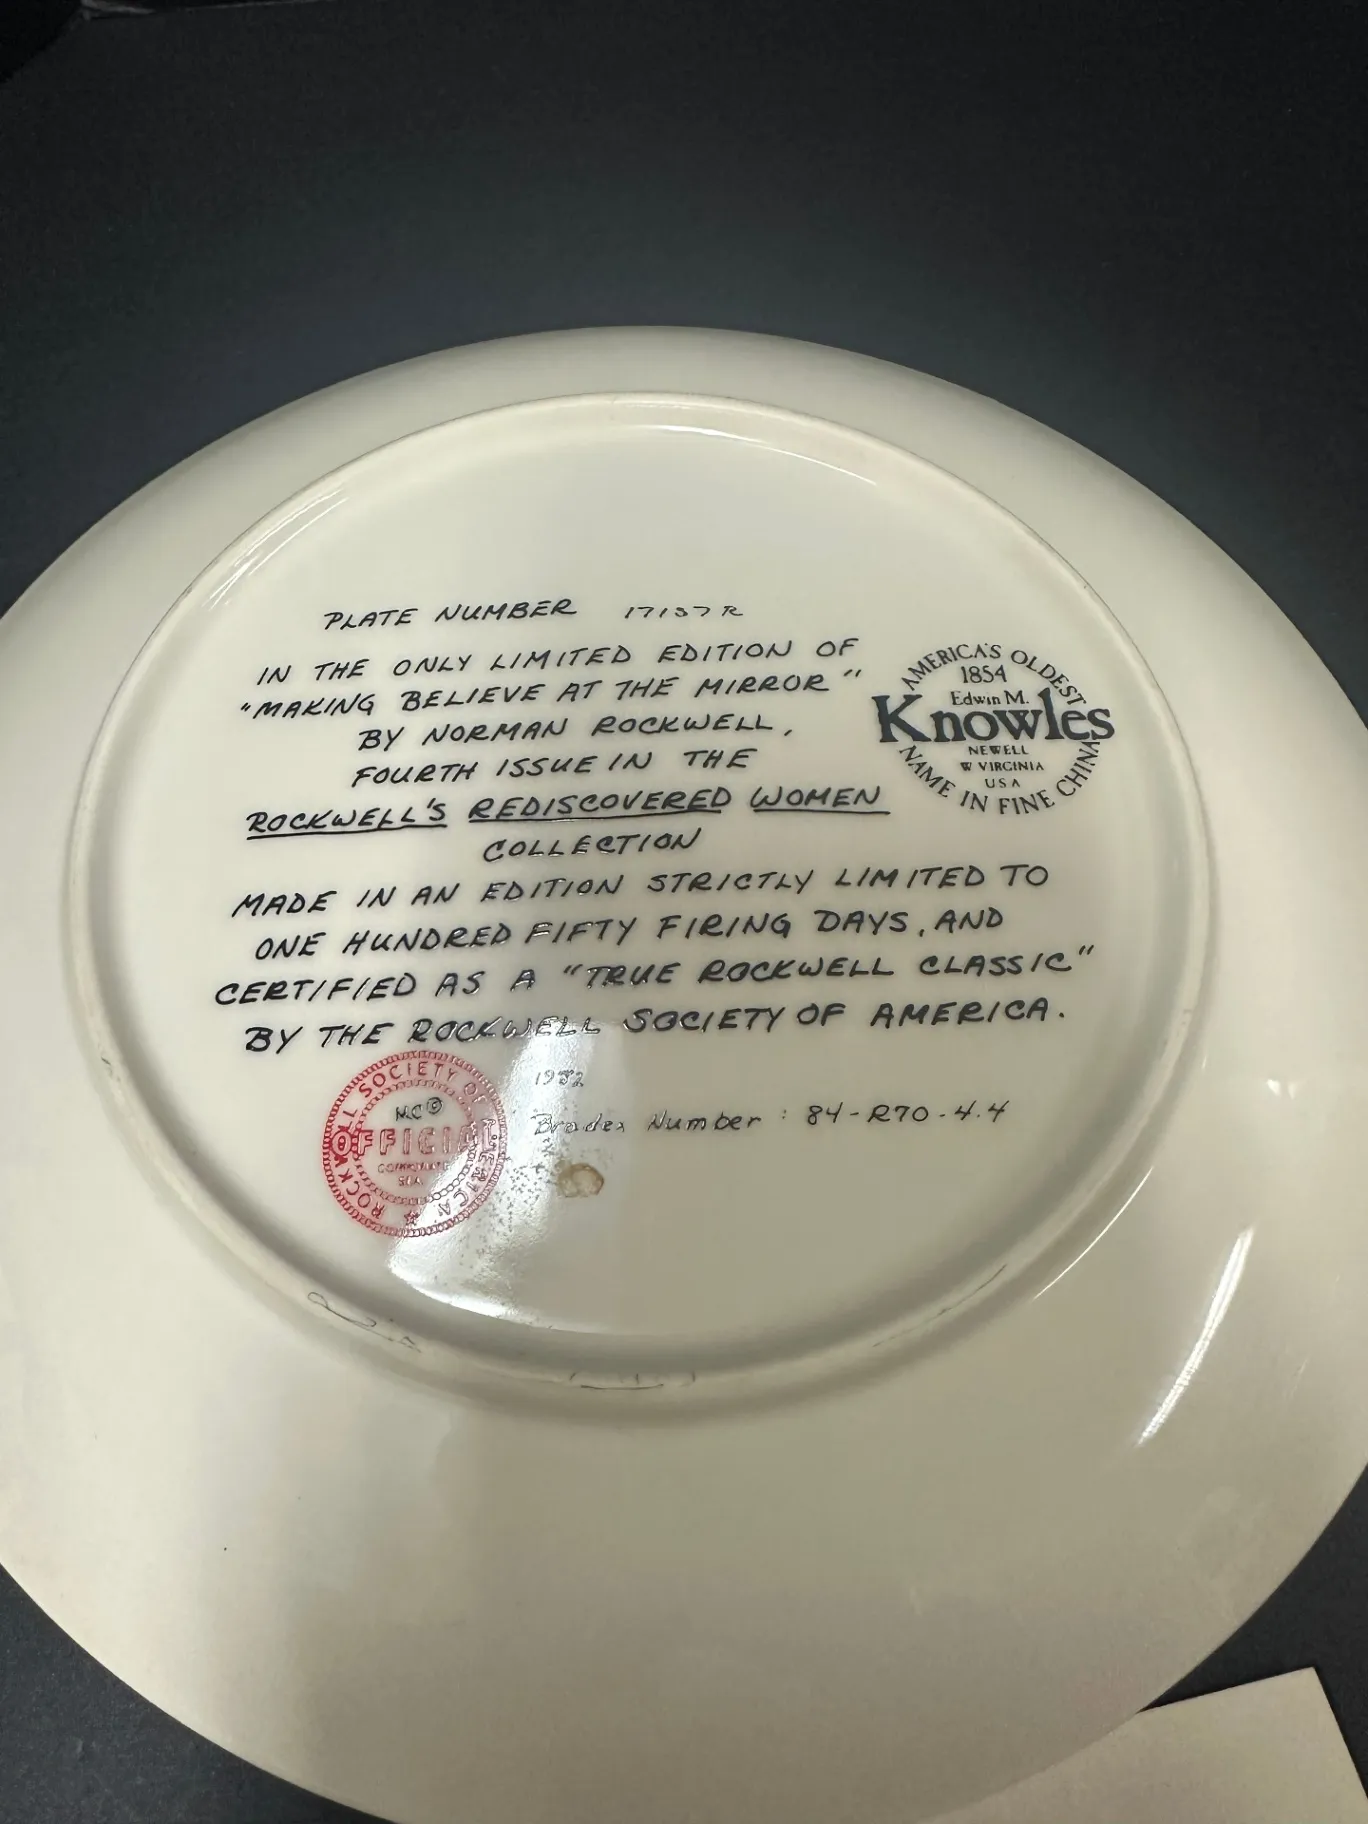 PLATE NUMBER 17137R
IN THE ONLY LIMITED EDITION OF
"MAKING BELIEVE AT THE MIRROR"
BY NORMAN ROCKWELL,
FOURTH ISSUE IN THE
ROCKWELL'S REDISCOVERED WOMEN
COLLECTION
MADE IN AN EDITION STRICTLY LIMITED TO
ONE HUNDRED FIFTY FIRING DAYS, AND
CERTIFIED AS A "TRUE ROCKWELL CLASSIC"
BY THE ROCKWELL SOCIETY OF AMERICA.
AMERICA'S OLDEST
1854
Edwin M.
Knowles
NEWELL
W VIRGINIA
USA
NAME IN FINE CHINA
ROCKWELL SOCIETY OF AMERICA
OFFICIAL
Bradex Number: 84-R70-4.4